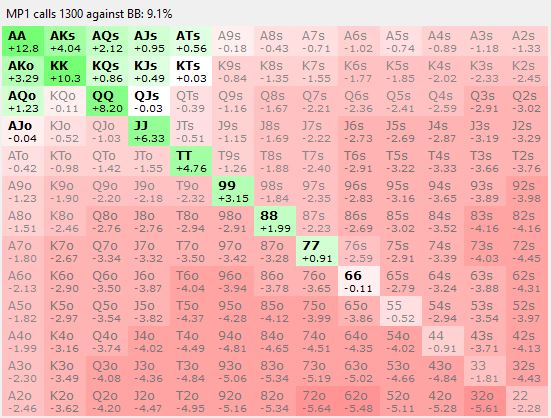 MP1 calls 1300 against BB: 9.1%
AA AKs AQs AJs ATs A9s A8s A7s A6s A5s A4s A3s A2s
+12.8 +4.04 +2.12 +0.95 +0.56 -0.18 -0.43 -0.71 -1.02 -0.74 -0.89 -1.18 -1.33
AKo KK KQs KJs KTs K9s K8s K7s K6s K5s K4s K3s K2s
+3.29 +10.3 +0.86 +0.49 +0.03 -0.84 -1.35 -1.55 -1.77 -1.85 -2.02 -2.33 -2.45
AQo KQo QQ QJs QTs Q9s Q8s Q7s Q6s Q5s Q4s Q3s Q2s
+1.23 -0.11 +8.20 -0.03 -0.39 -1.16 -1.67 -2.21 -2.36 -2.41 -2.59 -2.91 -3.02
AJo KJo QJo JJ JTs J9s J8s J7s J6s J5s J4s J3s J2s
-0.04 -0.52 -1.03 +6.33 -0.51 -1.15 -1.69 -2.22 -2.73 -2.69 -2.87 -3.19 -3.29
ATo KTo QTo JTo TT T9s T8s T7s T6s T5s T4s T3s T2s
-0.42 -0.98 -1.42 -1.55 +4.76 -1.26 -1.88 -2.40 -2.91 -3.22 -3.33 -3.66 -3.76
A9o K9o Q9o J9o T9o 99 98s 97s 96s 95s 94s 93s 92s
-1.23 -1.90 -2.20 -2.18 -2.32 +3.15 -1.84 -2.35 -2.83 -3.16 -3.65 -3.89 -3.98
A8o K8o Q8o J8o T8o 98o 88 87s 86s 85s 84s 83s 82s
-1.51 -2.46 -2.76 -2.76 -2.94 -2.91 +1.99 -2.23 -2.69 -3.02 -3.52 -4.16 -4.16
A7o K7o Q7o J7o T7o 97o 87o 77 76s 75s 74s 73s 72s
-1.80 -2.67 -3.34 -3.32 -3.50 -3.42 -3.28 +0.91 -2.59 -2.91 -3.39 -4.03 -4.45
A6o K6o Q6o J6o T6o 96o 86o 76o 66 65s 64s 63s 62s
-2.13 -2.90 -3.50 -3.87 -4.04 -3.94 -3.78 -3.65 -0.11 -2.79 -3.24 -3.88 -4.31
A5o K5o Q5o J5o T5o 95o 85o 75o 65o 55 54s 53s 52s
-1.82 -2.97 -3.54 -3.82 -4.37 -4.28 -4.12 -3.99 -3.86 -0.52 -2.94 -3.54 -3.97
A4o K4o Q4o J4o T4o 94o 84o 74o 64o 54o 44 43s 42s
-1.99 -3.16 -3.74 -4.02 -4.49 -4.81 -4.65 -4.51 -4.35 -4.02 -0.91 -3.71 -4.13
A3o K3o Q3o J3o T3o 93o 83o 73o 63o 53o 43o 33 32s
-2.30 -3.49 -4.08 -4.36 -4.84 -5.06 -5.34 -5.19 -5.02 -4.66 -4.84 -1.81 -4.43
A2o K2o Q2o J2o T2o 92o 82o 72o 62o 52o 42o 32o 22
-2.46 -3.62 -4.20 -4.47 -4.95 -5.16 -5.34 -5.64 -5.48 -5.11 -5.28 -5.61 -2.28